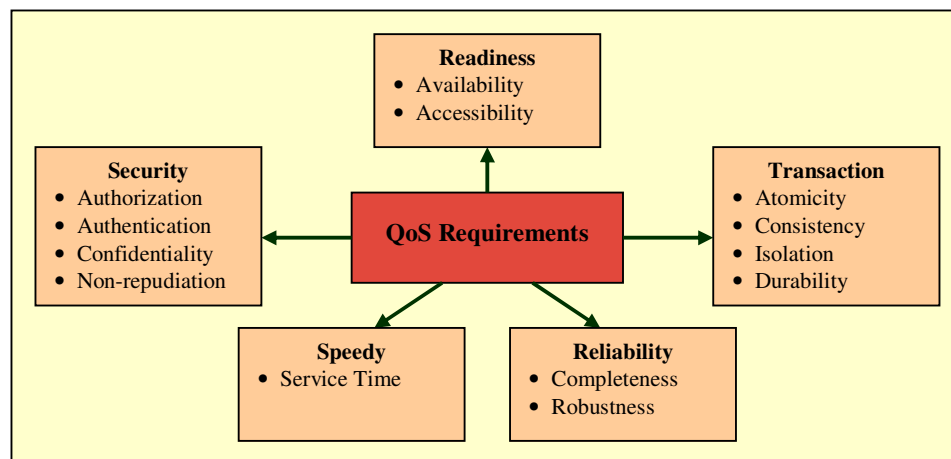 Readiness
• Availability
• Accessibility
Security
• Authorization
• Authentication
• Confidentiality
• Non-repudiation
QoS Requirements
Transaction
• Atomicity
• Consistency
• Isolation
• Durability
Speedy
• Service Time
Reliability
• Completeness
• Robustness